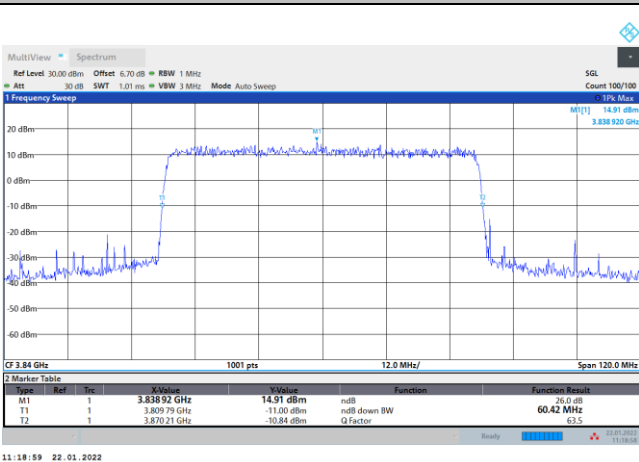 MultiView Spectrum
Ref Level 30.00 dBm Offset 6.70 dB RBW 1 MHz SGL
Att 30 dB SWT 1.01 ms VBW 3 MHz Mode Auto Sweep Count 100/100
1 Frequency Sweep 1Pk Max
M1[1] 14.91 dBm
3.838 920 GHz
M1
20 dBm
10 dBm
0 dBm
T1 T2
-10 dBm
-20 dBm
-30 dBm
-40 dBm
-50 dBm
-60 dBm
CF 3.84 GHz 1001 pts 12.0 MHz/ Span 120.0 MHz
2 Marker Table
Type Ref Trc X-Value Y-Value Function Function Result
M1 1 3.838 92 GHz 14.91 dBm ndB 26.0 dB
T1 1 3.809 79 GHz -11.00 dBm ndB down BW 60.42 MHz
T2 1 3.870 21 GHz -10.84 dBm Q Factor 63.5
Ready 22.01.2022
11:18:58
11:18:59 22.01.2022